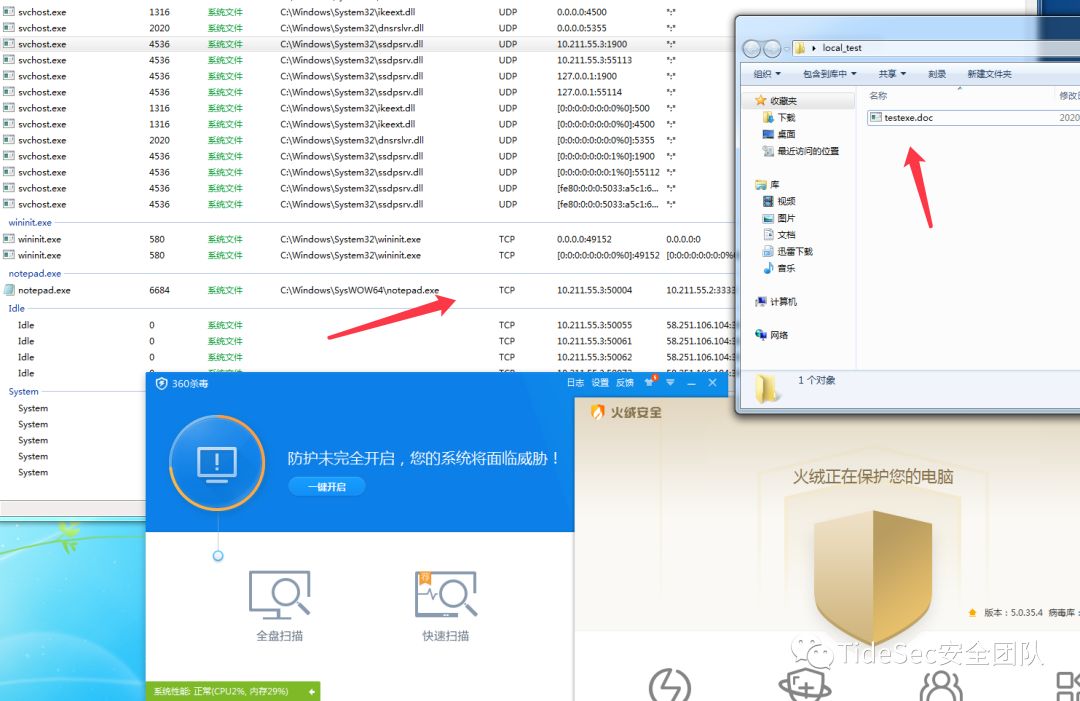 svchost.exe 1316 系统文件 C:\Windows\System32\ikeext.dll UDP 0.0.0.0:4500 *:*
svchost.exe 2020 系统文件 C:\Windows\System32\dnsrslvr.dll UDP 0.0.0.0:5355 *:*
svchost.exe 4536 系统文件 C:\Windows\System32\ssdpsrv.dll UDP 10.211.55.3:1900 *:*
svchost.exe 4536 系统文件 C:\Windows\System32\ssdpsrv.dll UDP 10.211.55.3:55113 *:*
svchost.exe 4536 系统文件 C:\Windows\System32\ssdpsrv.dll UDP 127.0.0.1:1900 *:*
svchost.exe 4536 系统文件 C:\Windows\System32\ssdpsrv.dll UDP 127.0.0.1:55114 *:*
svchost.exe 1316 系统文件 C:\Windows\System32\ikeext.dll UDP [0:0:0:0:0:0:0%0]:500 *:*
svchost.exe 1316 系统文件 C:\Windows\System32\ikeext.dll UDP [0:0:0:0:0:0:0%0]:4500 *:*
svchost.exe 2020 系统文件 C:\Windows\System32\dnsrslvr.dll UDP [0:0:0:0:0:0:0%0]:5355 *:*
svchost.exe 4536 系统文件 C:\Windows\System32\ssdpsrv.dll UDP [0:0:0:0:0:0:1%0]:1900 *:*
svchost.exe 4536 系统文件 C:\Windows\System32\ssdpsrv.dll UDP [0:0:0:0:0:0:1%0]:55112 *:*
svchost.exe 4536 系统文件 C:\Windows\System32\ssdpsrv.dll UDP [fe80:0:0:0:5033:a5c1:6... *:*
svchost.exe 4536 系统文件 C:\Windows\System32\ssdpsrv.dll UDP [fe80:0:0:0:5033:a5c1:6... *:*
wininit.exe
wininit.exe 580 系统文件 C:\Windows\System32\wininit.exe TCP 0.0.0.0:49152 0.0.0.0:0
wininit.exe 580 系统文件 C:\Windows\System32\wininit.exe TCP [0:0:0:0:0:0:0%0]:49152 [0:0:0:0:0:0:0%0
notepad.exe
notepad.exe 6684 系统文件 C:\Windows\SysWOW64\notepad.exe TCP 10.211.55.3:50004 10.211.55.2:3333
Idle
Idle 0 系统文件 TCP 10.211.55.3:50055 58.251.106.104:
Idle 0 系统文件 TCP 10.211.55.3:50061 58.251.106.104:
Idle 0 系统文件 TCP 10.211.55.3:50062 58.251.106.104:
Idle 0
System
System
System
System
System
System
local_test
组织 包含到库中 共享 刻录 新建文件夹
名称 修改日
testexe.doc 2020
收藏夹
下载
桌面
最近访问的位置
库
视频
图片
文档
迅雷下载
音乐
计算机
网络
1 个对象
360杀毒 日志 设置 反馈
防护未完全开启，您的系统将面临威胁！
一键开启
荐
全盘扫描 快速扫描
系统性能: 正常(CPU2%, 内存29%)
火绒安全
火绒正在保护您的电脑
版本：5.0.35.4 病毒库：
TideSec安全团队